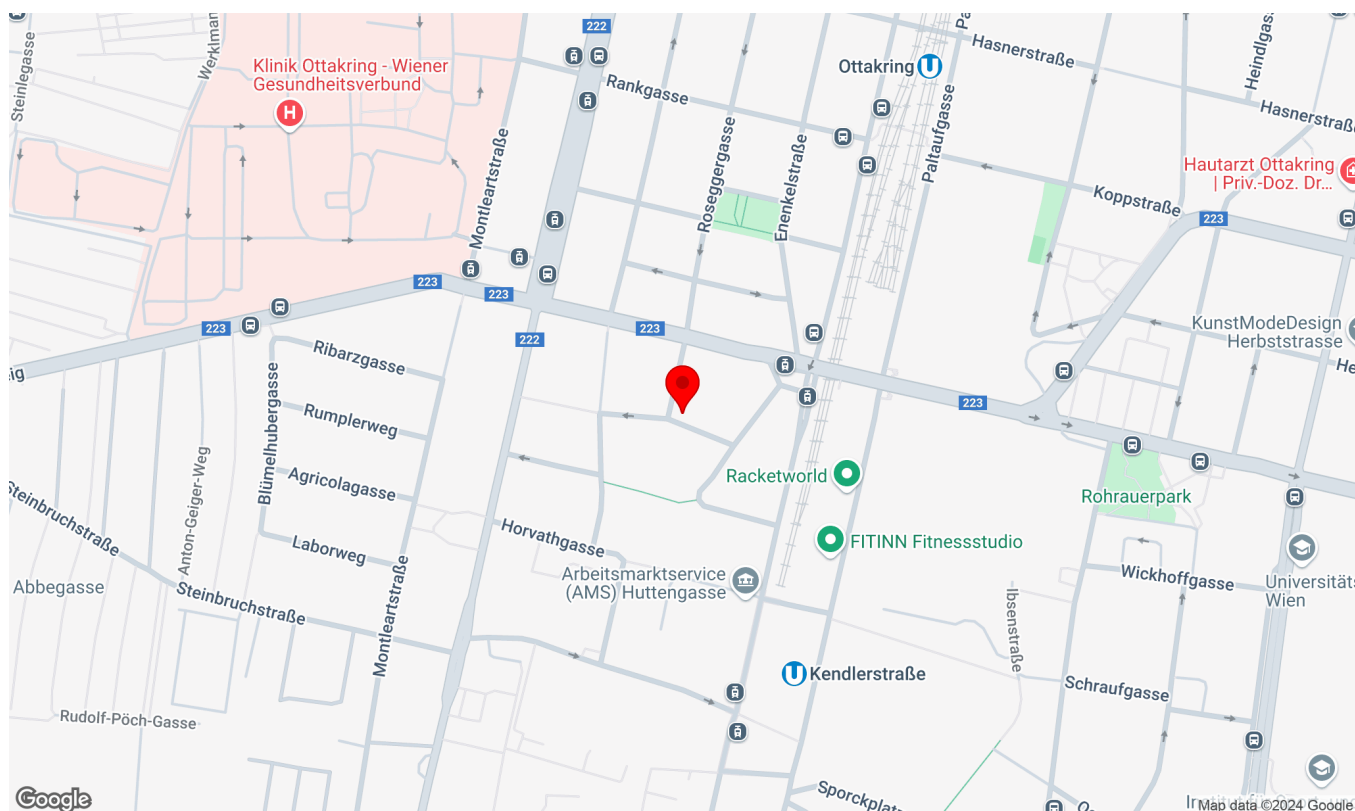 222
Hasnerstraße
Steinlegasse
Werklman
Klinik Ottakring - Wiener
Gesundheitsverbund
H
Ottakring
U
Heindlgasse
Rankgasse
Hasnerstraße
Montleartstraße
Roseggergasse
Enenkelstraße
Paltaufgasse
Hautarzt Ottakring
| Priv.-Doz. Dr...
Koppstraße
223
223
223
223
223
222
KunstModeDesign
Herbststrasse
Ribarzgasse
Rumplerweg
Agricolagasse
Laborweg
Blümelhubergasse
Anton-Geiger-Weg
Steinbruchstraße
Steinbruchstraße
Abbegasse
Montleartstraße
223
Racketworld
Rohrauerpark
FITINN Fitnessstudio
Horvathgasse
Arbeitsmarktservice
(AMS) Huttengasse
Wickhoffgasse
Universitäts
Wien
Ibsenstraße
U
Kendlerstraße
Schraufgasse
Rudolf-Pöch-Gasse
Sporckplatz
Google
Map data ©2024 Google